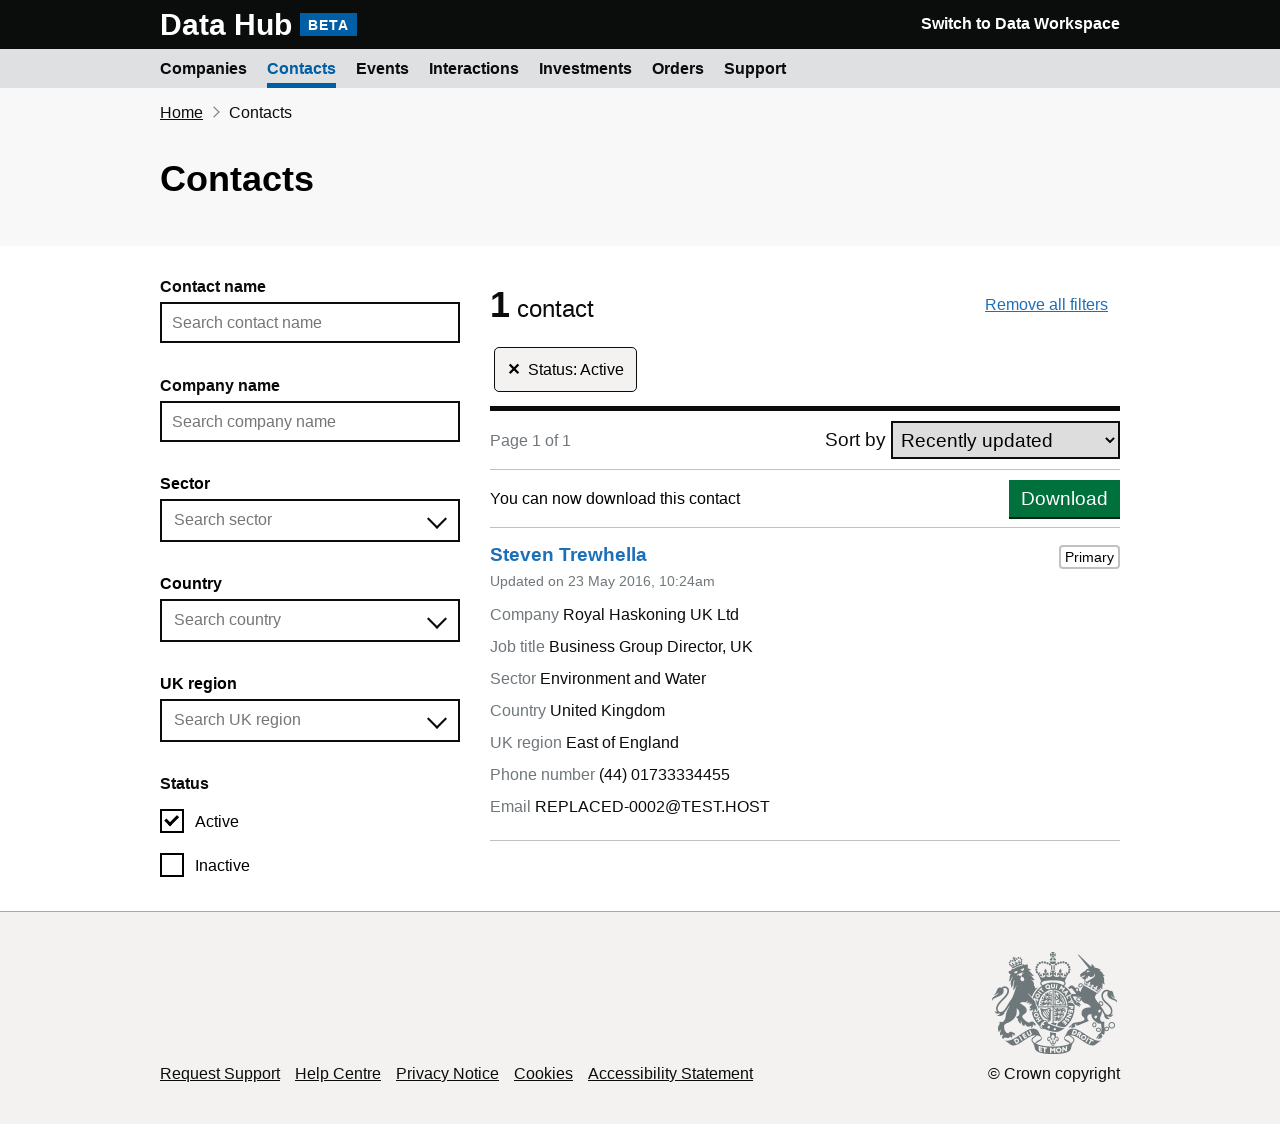 Data Hub BETA
Switch to Data Workspace
Companies Contacts Events Interactions Investments Orders Support
Home Contacts
Contacts
Contact name
Search contact name
Company name
Search company name
Sector
Search sector
Country
Search country
UK region
Search UK region
Status
Active
Inactive
1 contact
Remove all filters
✕ Status: Active
Page 1 of 1
Sort by Recently updated
You can now download this contact
Download
Steven Trewhella
Primary
Updated on 23 May 2016, 10:24am
Company Royal Haskoning UK Ltd
Job title Business Group Director, UK
Sector Environment and Water
Country United Kingdom
UK region East of England
Phone number (44) 01733334455
Email REPLACED-0002@TEST.HOST
Request Support Help Centre Privacy Notice Cookies Accessibility Statement
© Crown copyright